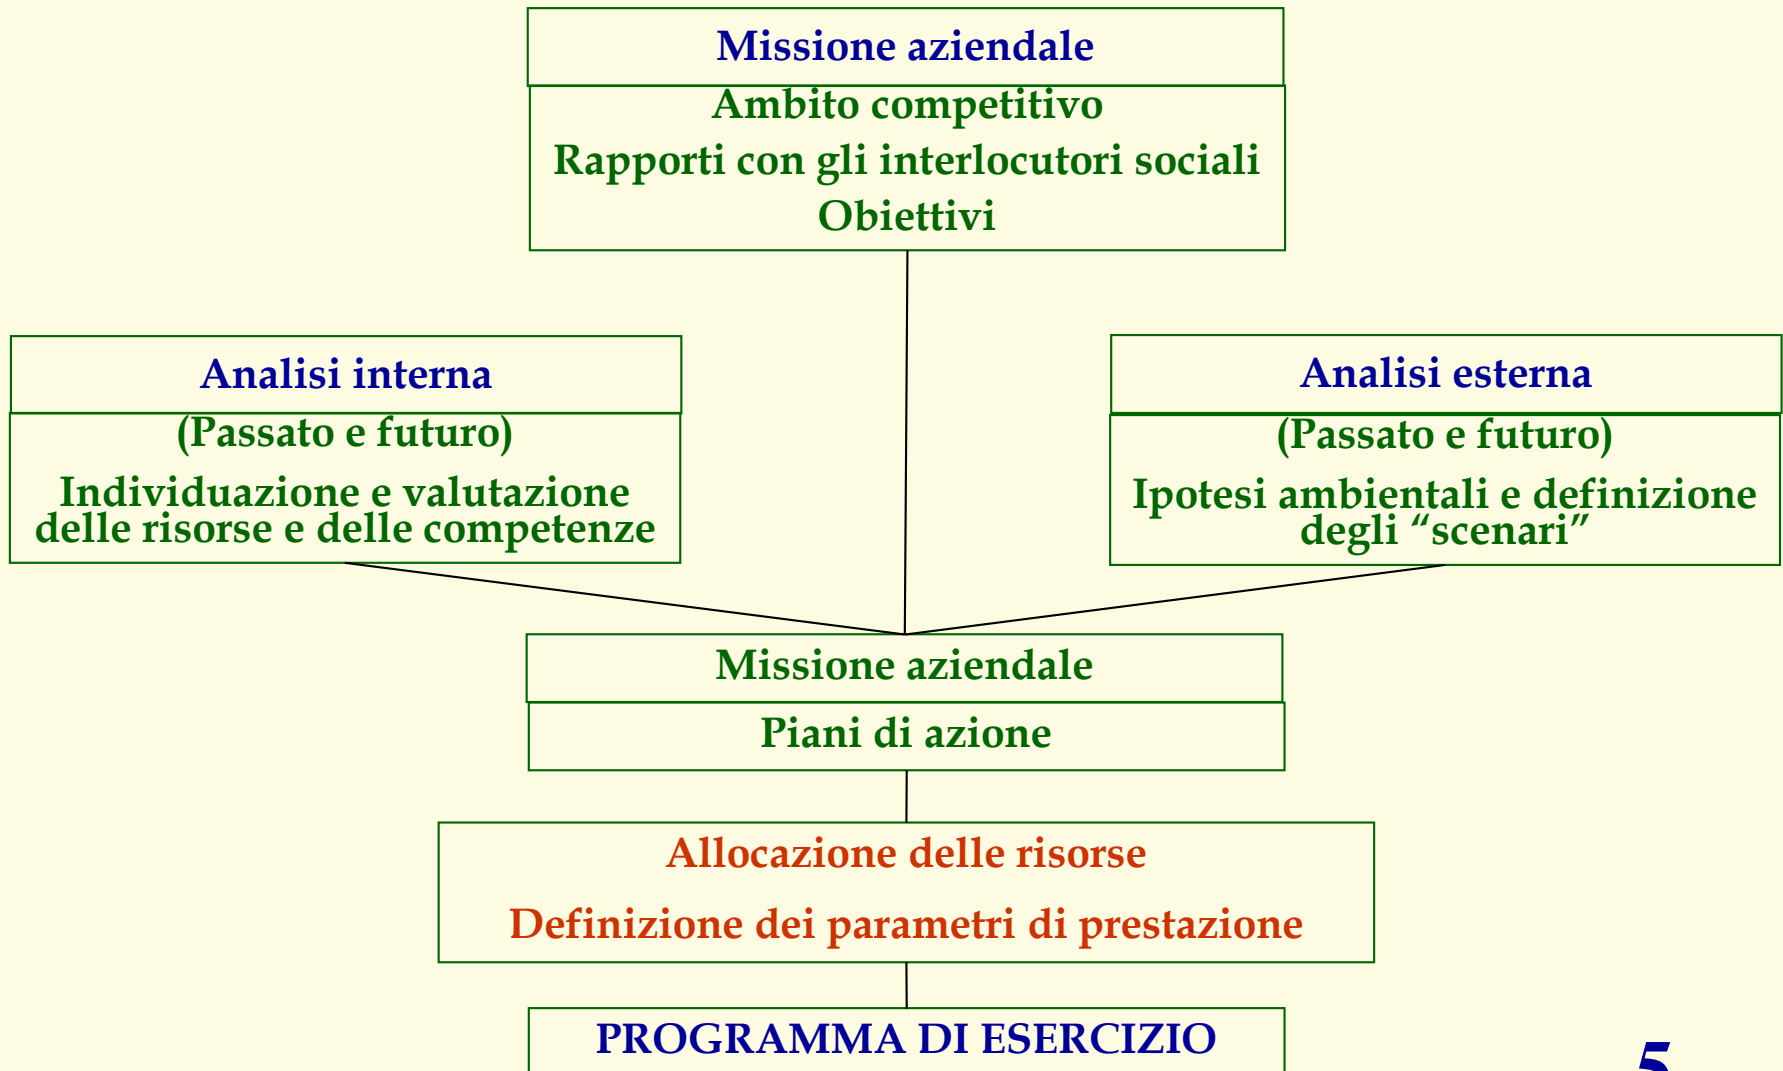 Missione aziendale
Ambito competitivo
Rapporti con gli interlocutori sociali
Obiettivi
Analisi interna
(Passato e futuro)
Individuazione e valutazione
delle risorse e delle competenze
Analisi esterna
(Passato e futuro)
Ipotesi ambientali e definizione
degli “scenari”
Missione aziendale
Piani di azione
Allocazione delle risorse
Definizione dei parametri di prestazione
PROGRAMMA DI ESERCIZIO
5